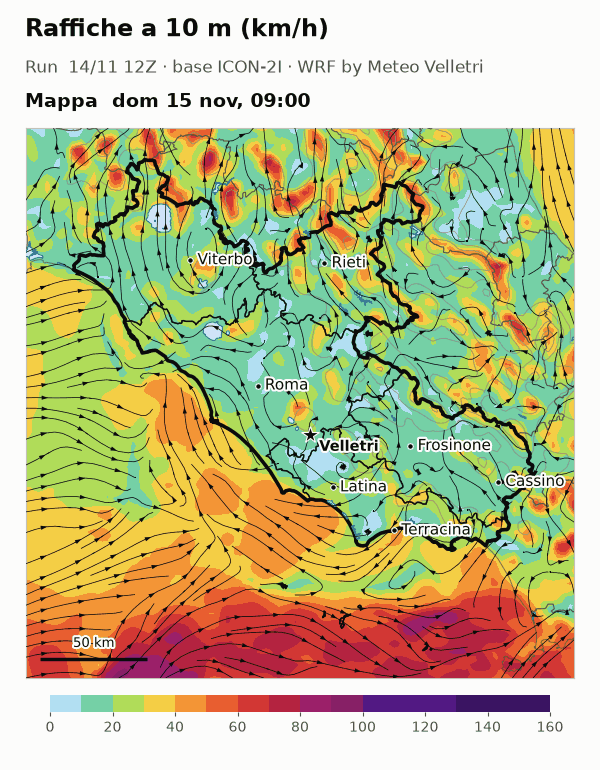 Raffiche a 10 m (km/h)
Run 14/11 12Z · base ICON-2I · WRF by Meteo Velletri
Mappa dom 15 nov, 09:00
Viterbo
Rieti
Roma
Velletri
Frosinone
Cassino
Latina
Terracina
50 km
0 20 40 60 80 100 120 140 160